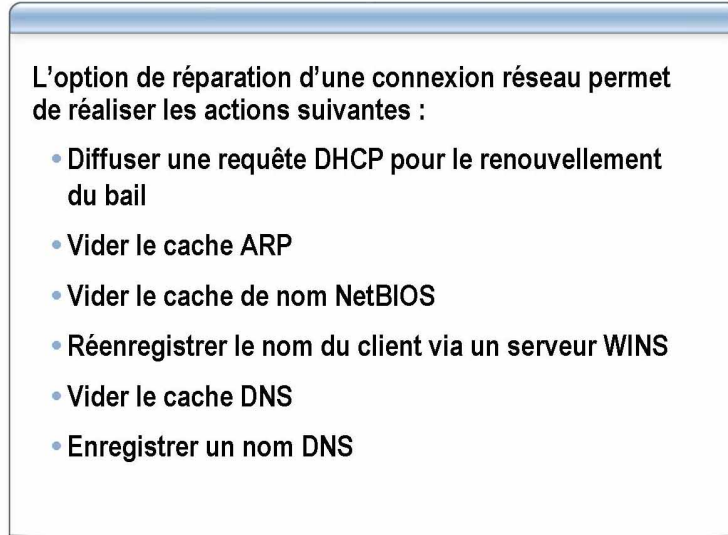 L'option de réparation d'une connexion réseau permet
de réaliser les actions suivantes :
• Diffuser une requête DHCP pour le renouvellement
du bail
• Vider le cache ARP
• Vider le cache de nom NetBIOS
• Réenregistrer le nom du client via un serveur WINS
• Vider le cache DNS
• Enregistrer un nom DNS